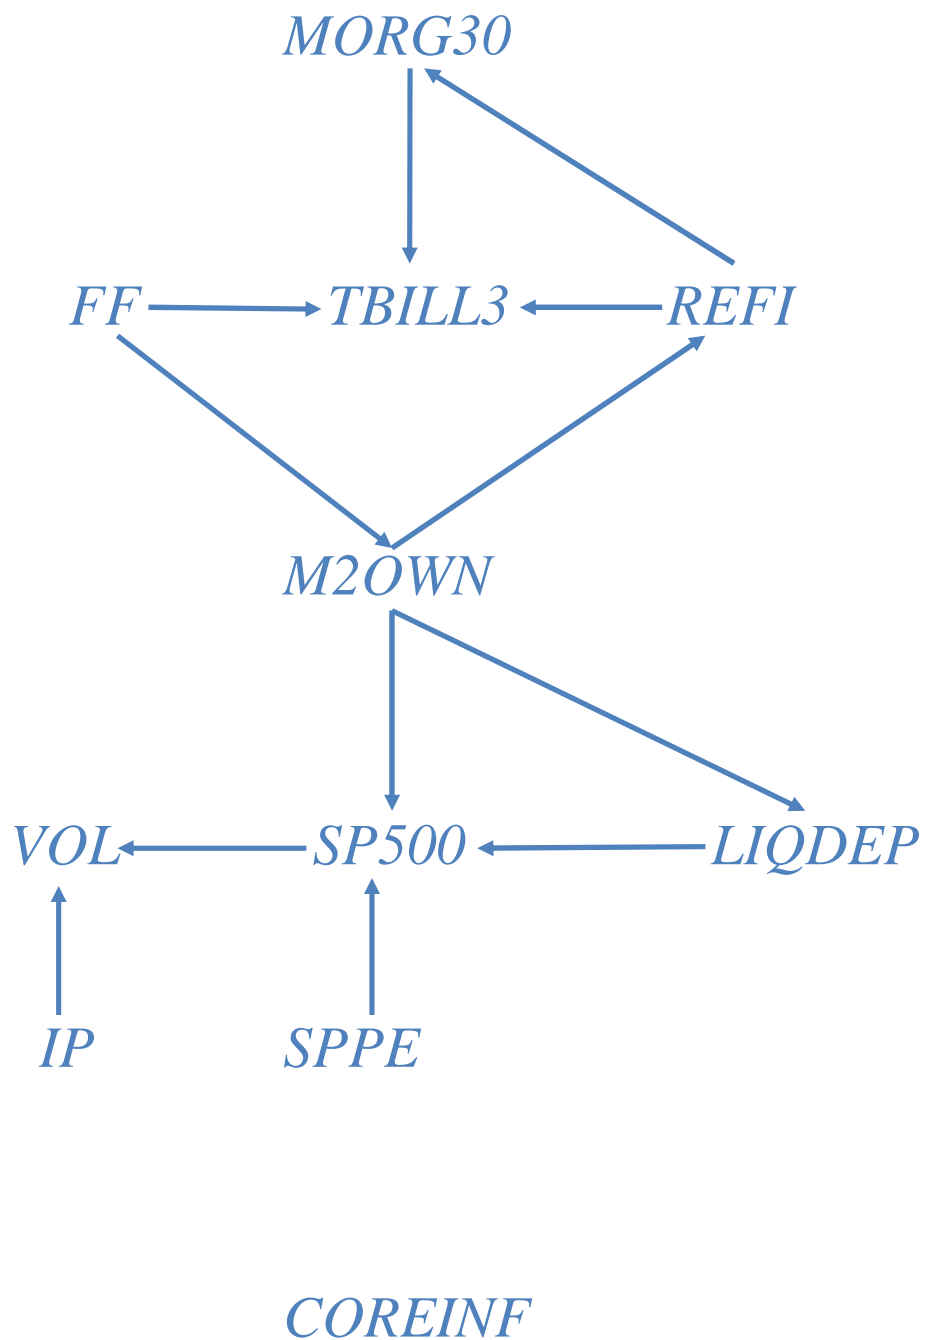 MORG30
FF TBILL3 REFI
M2OWN
VOL SP500 LIQDEP
IP SPPE
COREINF